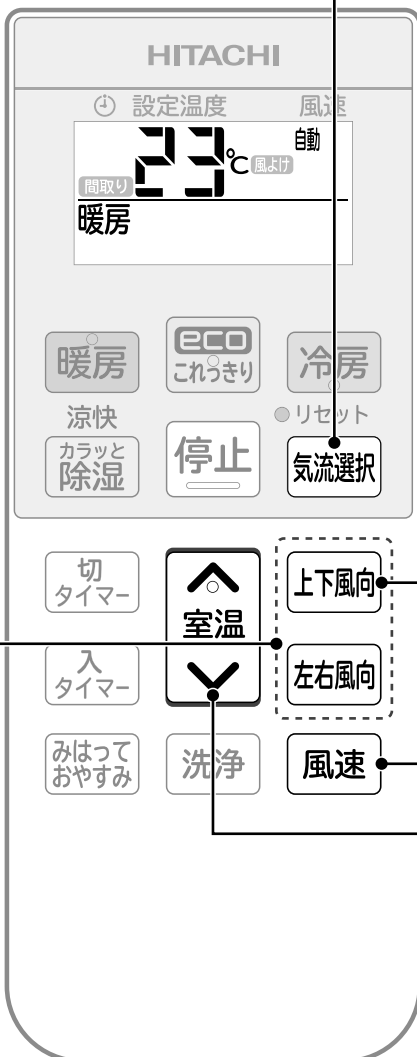 HITACHI
設定温度 風速
23℃ 風よけ 自動
間取り
暖房
暖房
eco
これっきり
冷房
涼快
リセット
カラッと
除湿
停止
気流選択
切
タイマー
室温
上下風向
入
タイマー
左右風向
みはって
おやすみ
洗浄
風速